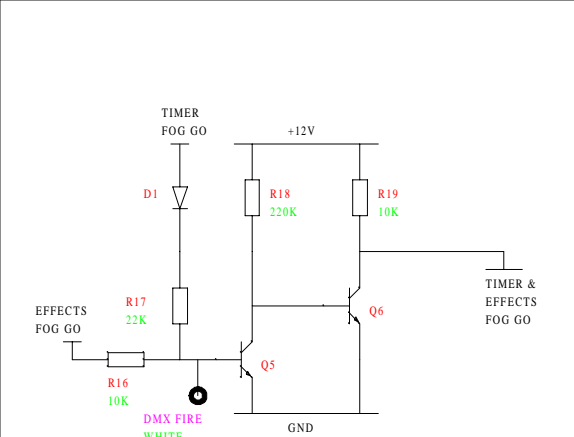 TIMER
FOG GO
+12V
D1
R18
220K
R19
10K
R17
22K
EFFECTS
FOG GO
Q6
TIMER &
EFFECTS
FOG GO
Q5
R16
10K
DMX FIRE
WHITE
GND